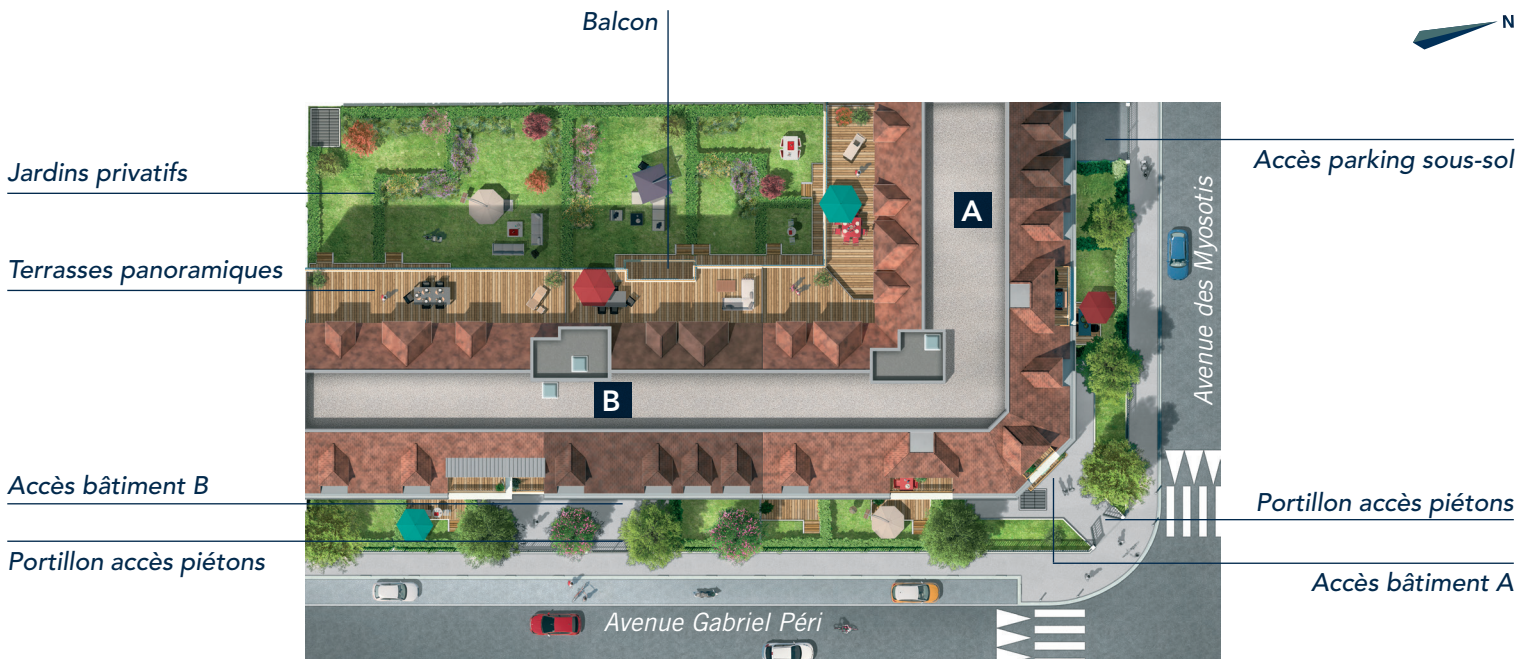 Balcon
N
Jardins privatifs
Accès parking sous-sol
A
Avenue des Myosotis
Terrasses panoramiques
B
Accès bâtiment B
Portillon accès piétons
Portillon accès piétons
Accès bâtiment A
Avenue Gabriel Péri